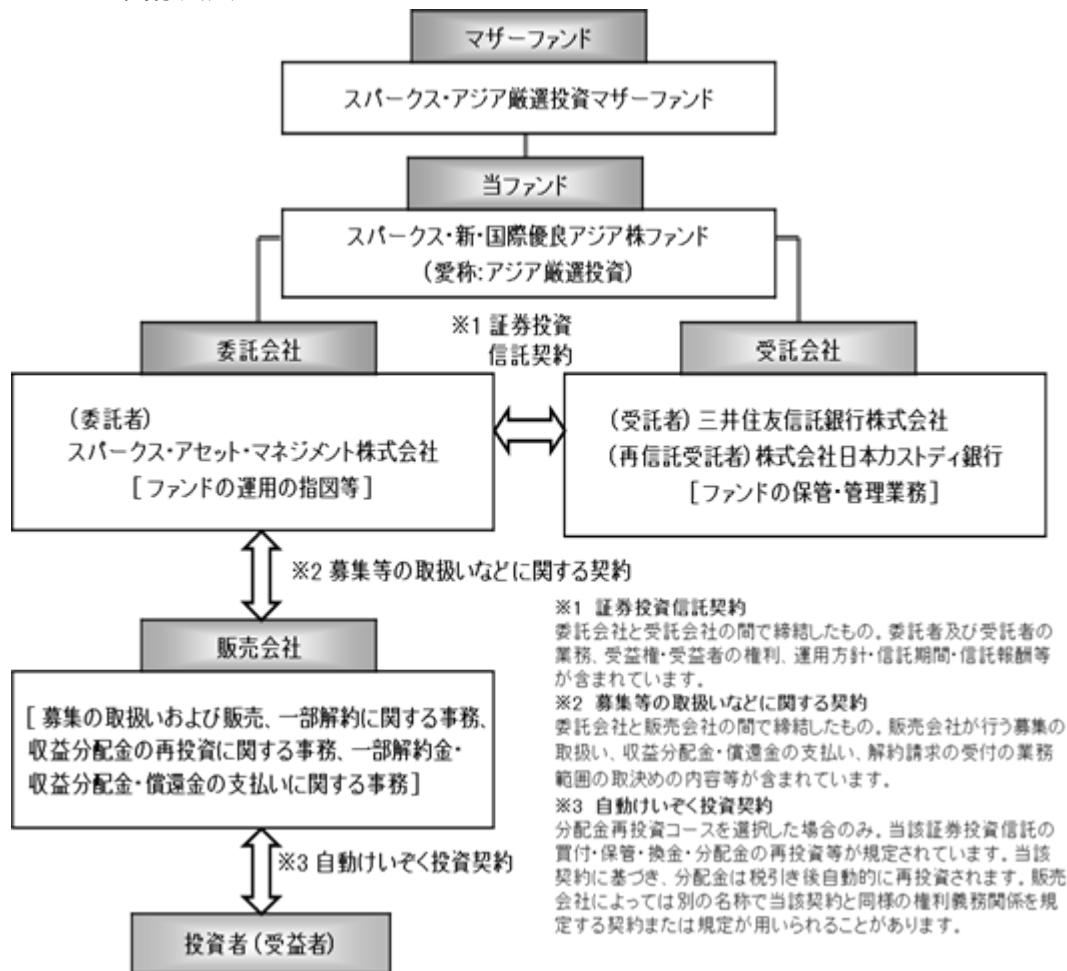 マザーファンド
スパークス・アジア厳選投資マザーファンド
当ファンド
スパークス・新・国際優良アジア株ファンド
(愛称:アジア厳選投資)
※1 証券投資
信託契約
委託会社
(委託者)
スパークス・アセット・マネジメント株式会社
[ファンドの運用の指図等]
受託会社
(受託者) 三井住友信託銀行株式会社
(再信託受託者) 株式会社日本カストディ銀行
[ファンドの保管・管理業務]
※2 募集等の取扱いなどに関する契約
販売会社
[ 募集の取扱いおよび販売、一部解約に関する事務、
収益分配金の再投資に関する事務、一部解約金・
収益分配金・償還金の支払いに関する事務]
※3 自動けいぞく投資契約
投資者(受益者)
※1 証券投資信託契約
委託会社と受託会社の間で締結したもの。委託者及び受託者の
業務、受益権・受益者の権利、運用方針・信託期間・信託報酬等
が含まれています。
※2 募集等の取扱いなどに関する契約
委託会社と販売会社の間で締結したもの。販売会社が行う募集の
取扱い、収益分配金・償還金の支払い、解約請求の受付の業務
範囲の取決めの内容等が含まれています。
※3 自動けいぞく投資契約
分配金再投資コースを選択した場合のみ。当該証券投資信託の
買付・保管・換金・分配金の再投資等が規定されています。当該
契約に基づき、分配金は税引き後自動的に再投資されます。販売
会社によっては別の名称で当該契約と同様の権利義務関係を規
定する契約または規定が用いられることがあります。